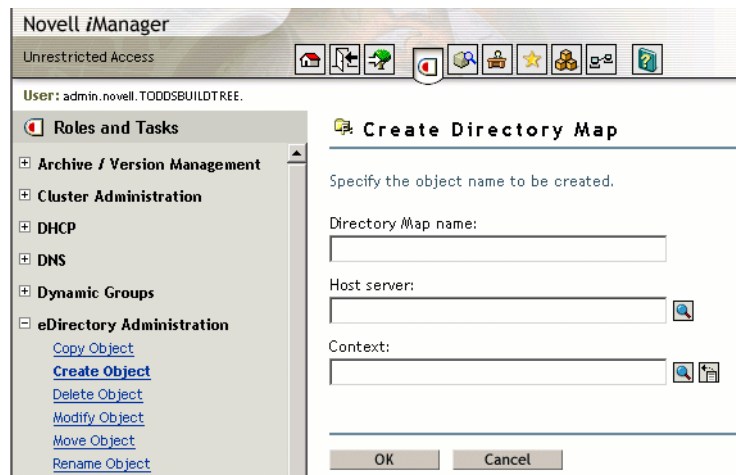 Novell iManager
Unrestricted Access
User: admin.novell.TODDSBUILDTREE.
Roles and Tasks
Archive / Version Management
Cluster Administration
DHCP
DNS
Dynamic Groups
eDirectory Administration
Copy Object
Create Object
Delete Object
Modify Object
Move Object
Rename Object
Create Directory Map
Specify the object name to be created.
Directory Map name:
Host server:
Context:
OK Cancel